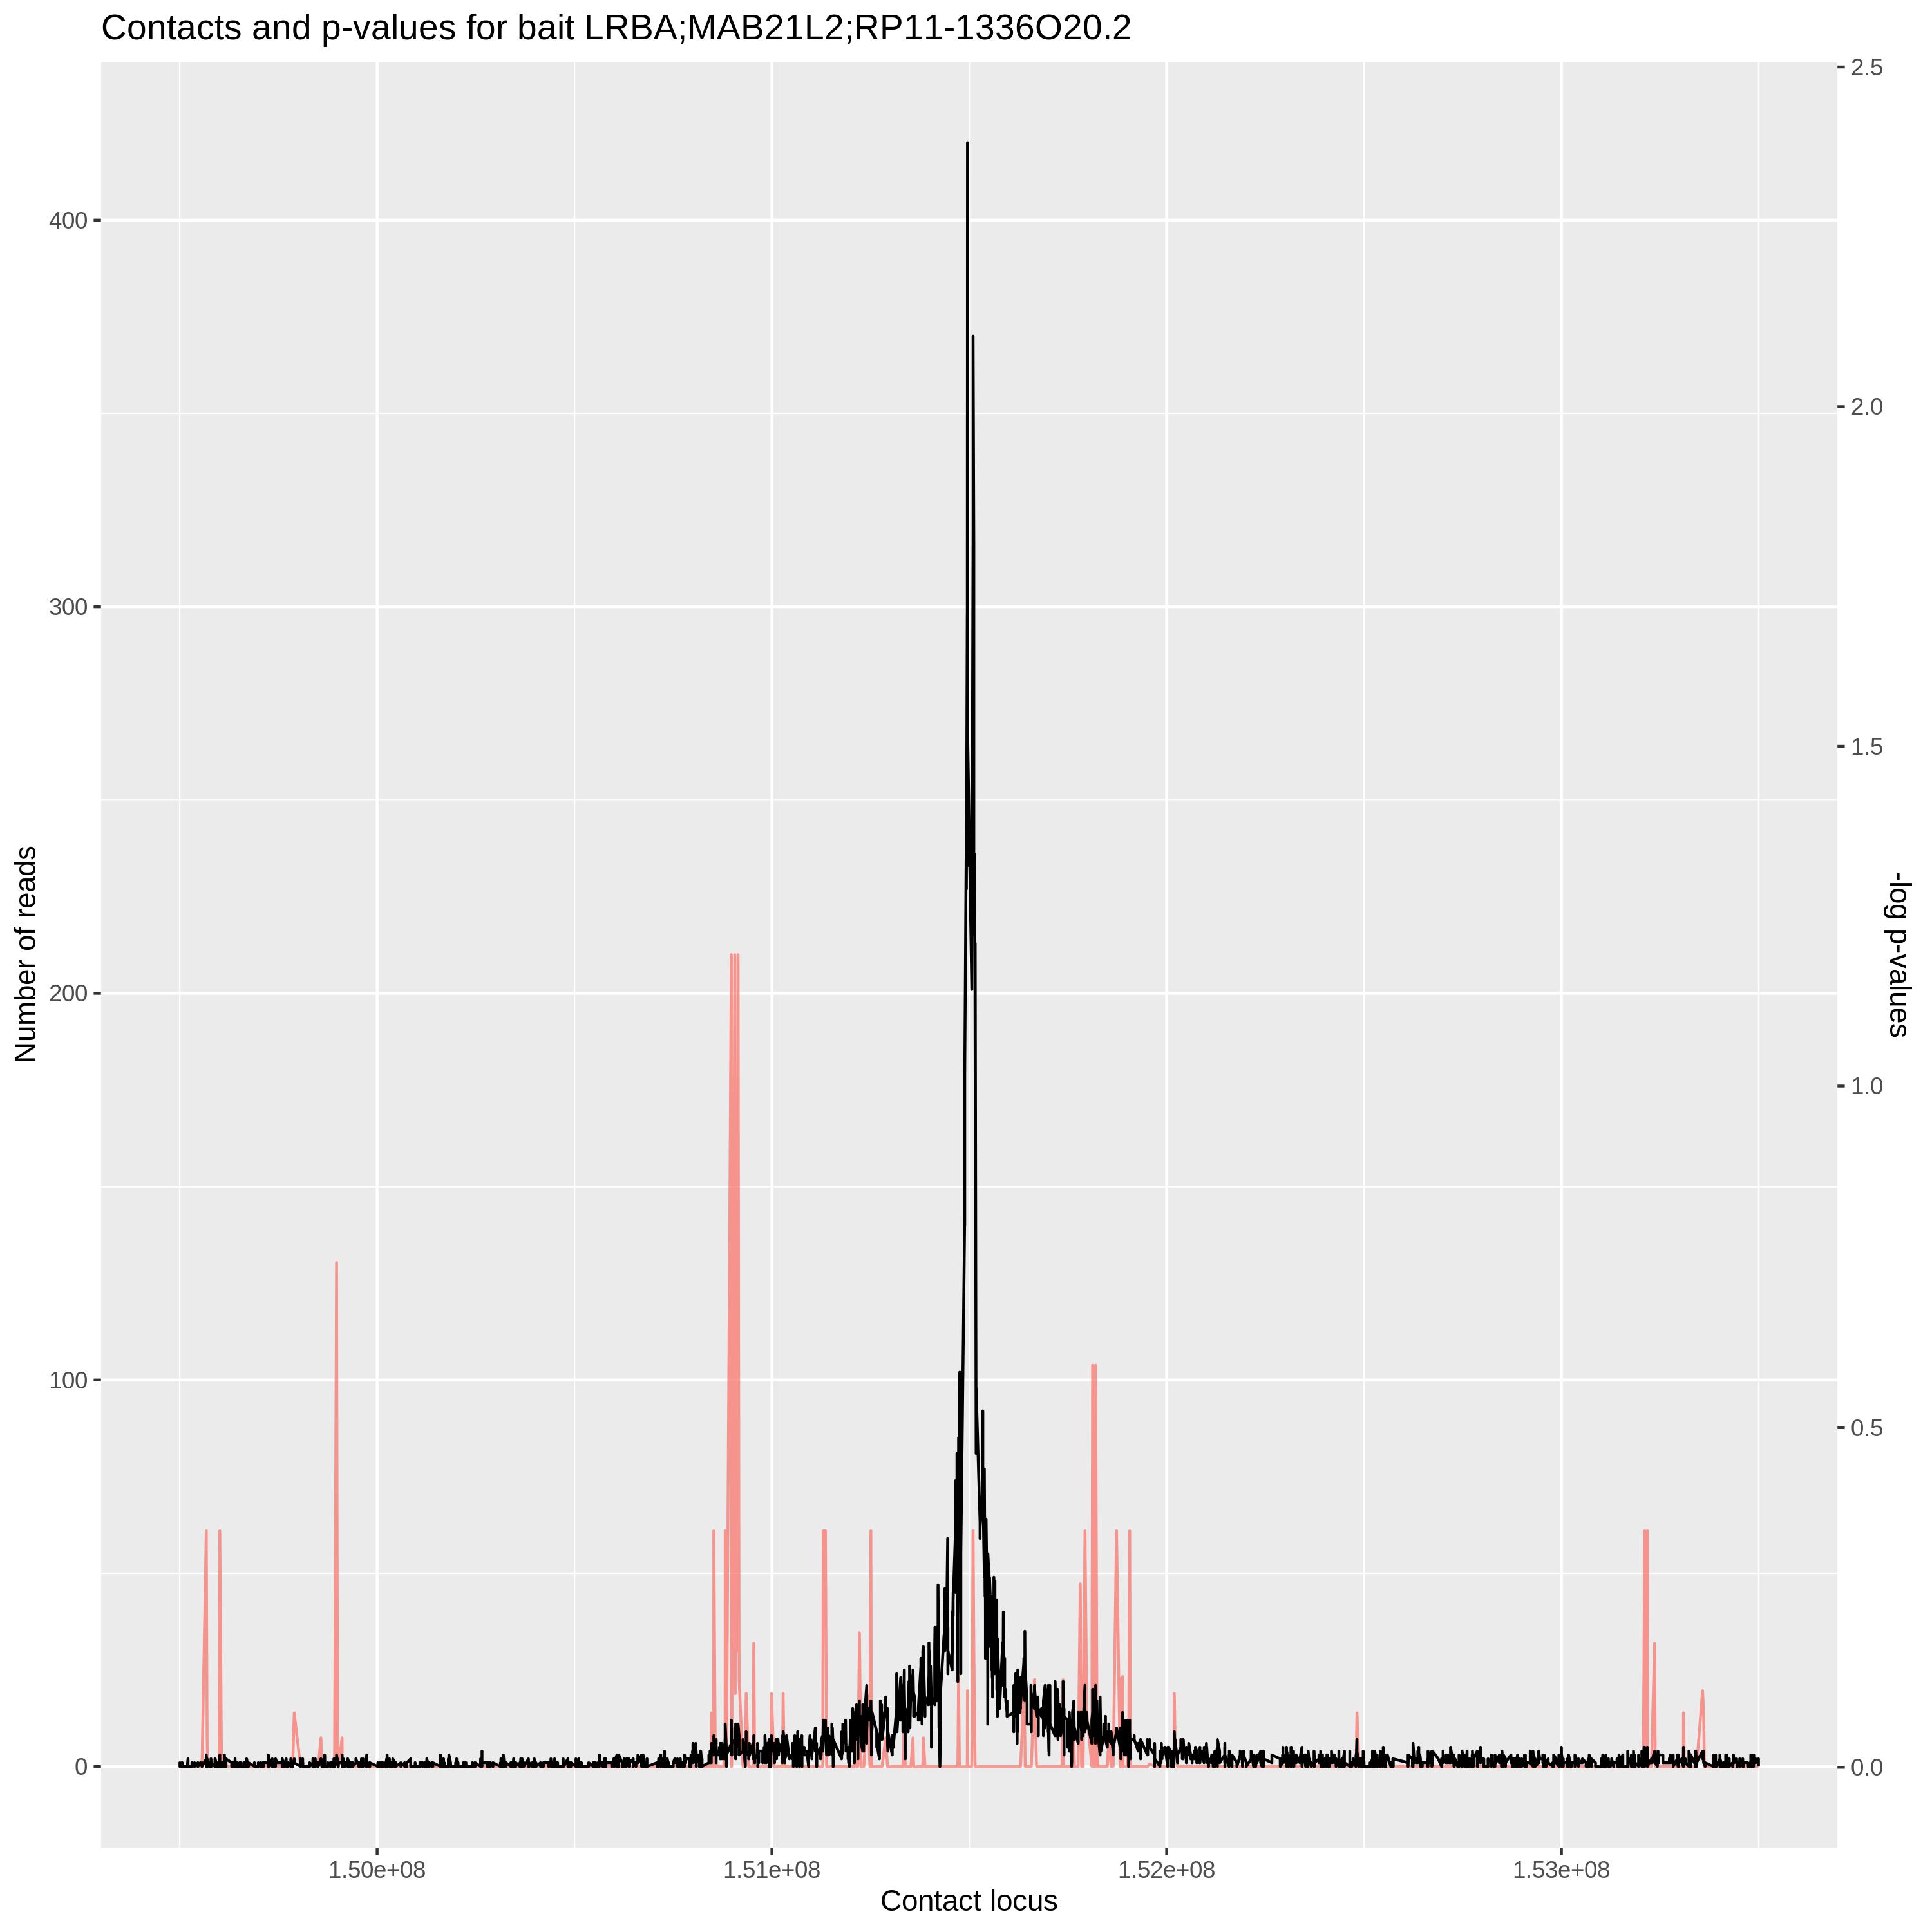 Contacts and p-values for bait LRBA;MAB21L2;RP11-1336O20.2
Number of reads
400
300
200
100
0
2.5
2.0
1.5
1.0
0.5
0.0
-log p-values
1.50e+08
1.51e+08
1.52e+08
1.53e+08
Contact locus